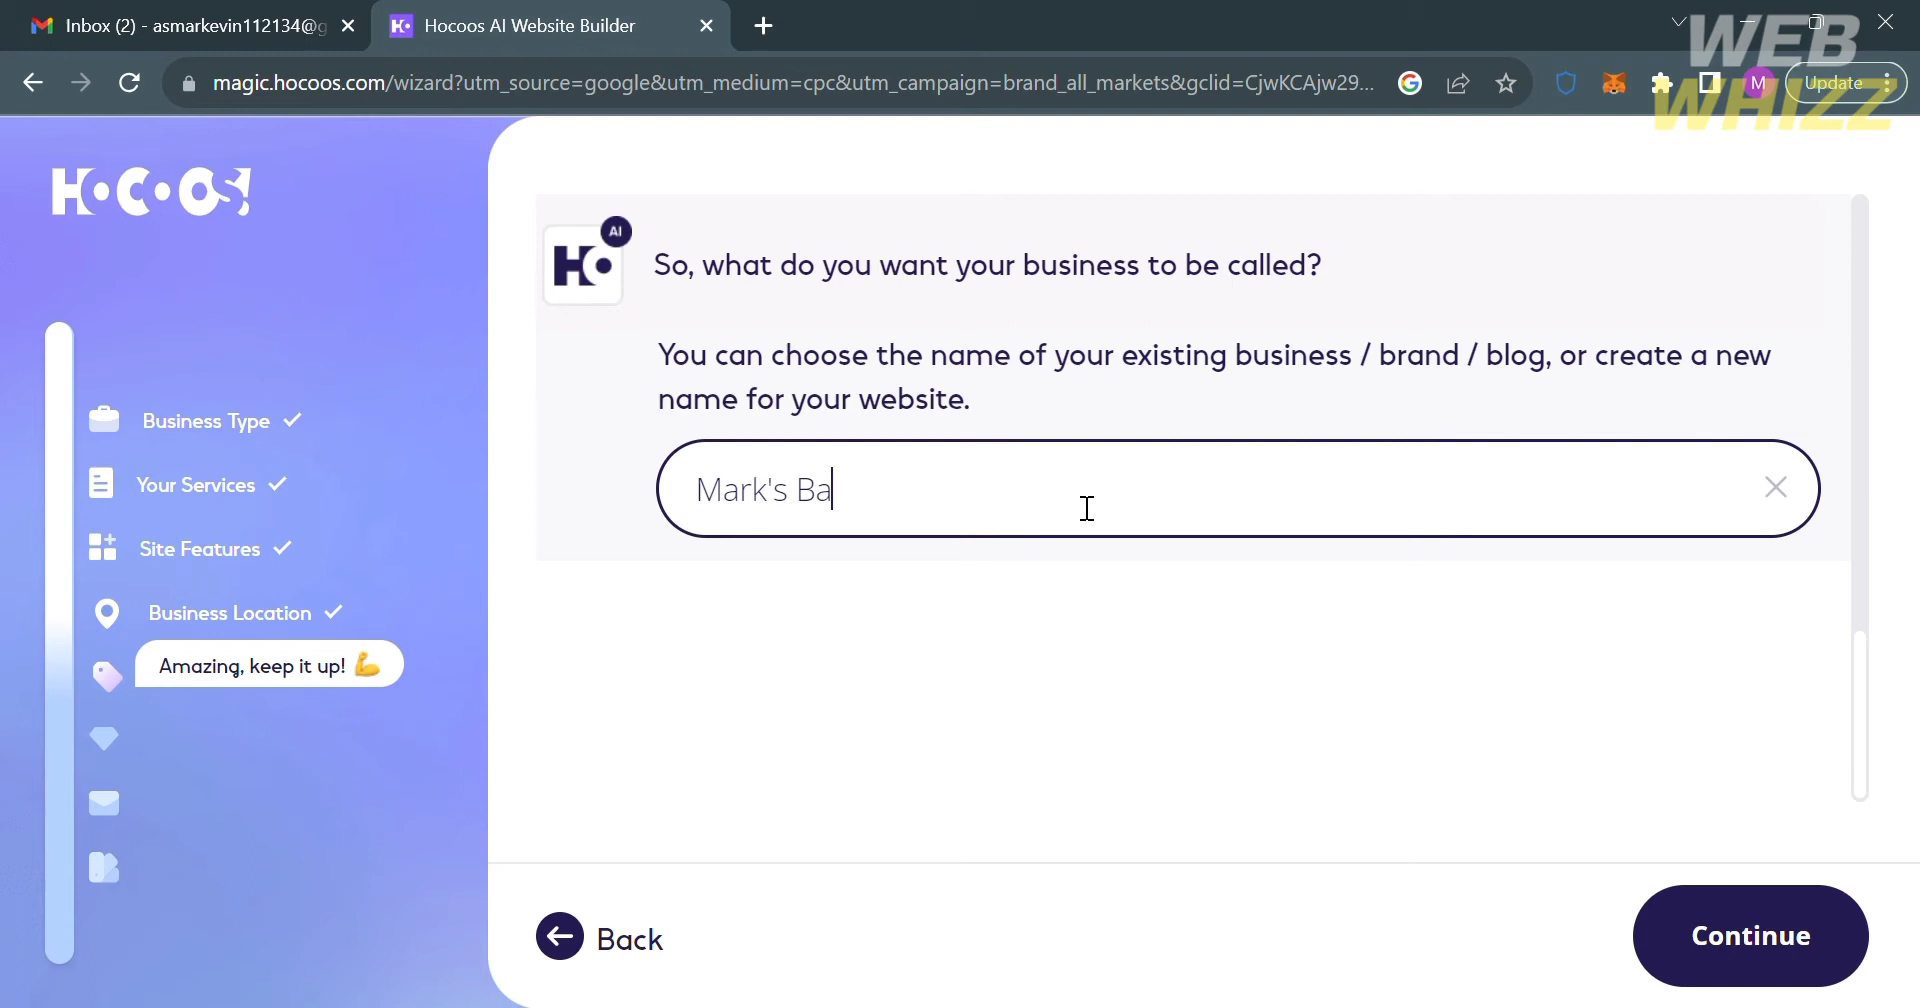 Inbox (2) - asmarkevin112134@g
Hocoos AI Website Builder
WEB
WHIZZ
magic.hocoos.com/wizard?utm_source=google&utm_medium=cpc&utm_campaign=brand_all_markets&gclid=CjwKCAjw29...
M
Update
HOCOOS!
HO
AI
So, what do you want your business to be called?
You can choose the name of your existing business / brand / blog, or create a new
name for your website.
Mark's Ba
Business Type
Your Services
Site Features
Business Location
Amazing, keep it up! 💪
Back
Continue